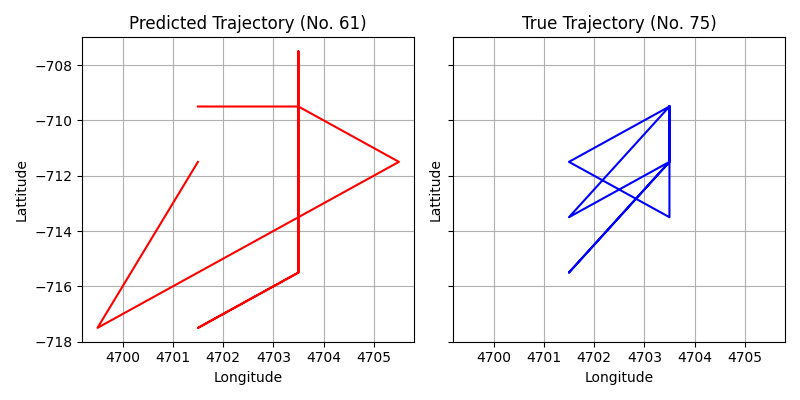 Predicted Trajectory (No. 61)
True Trajectory (No. 75)
−708
−710
−712
−714
−716
−718
Lattitude
Lattitude
4700 4701 4702 4703 4704 4705
4700 4701 4702 4703 4704 4705
Longitude
Longitude